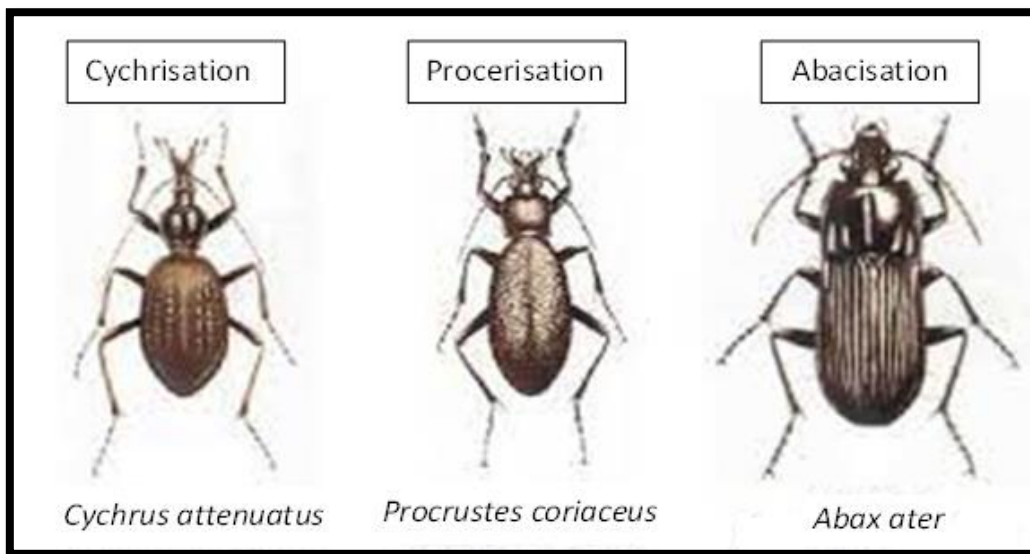 Cychrisation
Procerisation
Abacisation
Cychrus attenuatus
Procrustes coriaceus
Abax ater